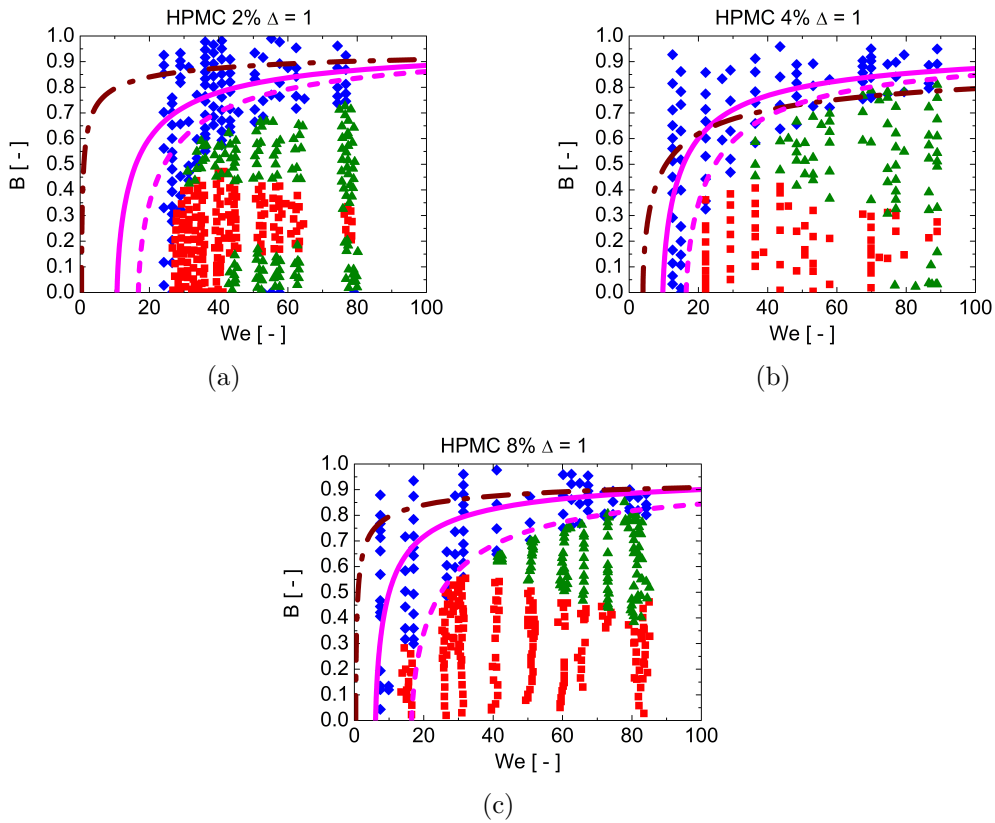 HPMC 2% Δ = 1
HPMC 4% Δ = 1
1.0
0.9
0.8
0.7
0.6
0.5
0.4
0.3
0.2
0.1
0.0
B [ - ]
0 20 40 60 80 100
We [ - ]
(a)
1.0
0.9
0.8
0.7
0.6
0.5
0.4
0.3
0.2
0.1
0.0
B [ - ]
0 20 40 60 80 100
We [ - ]
(b)
HPMC 8% Δ = 1
1.0
0.9
0.8
0.7
0.6
0.5
0.4
0.3
0.2
0.1
0.0
B [ - ]
0 20 40 60 80 100
We [ - ]
(c)